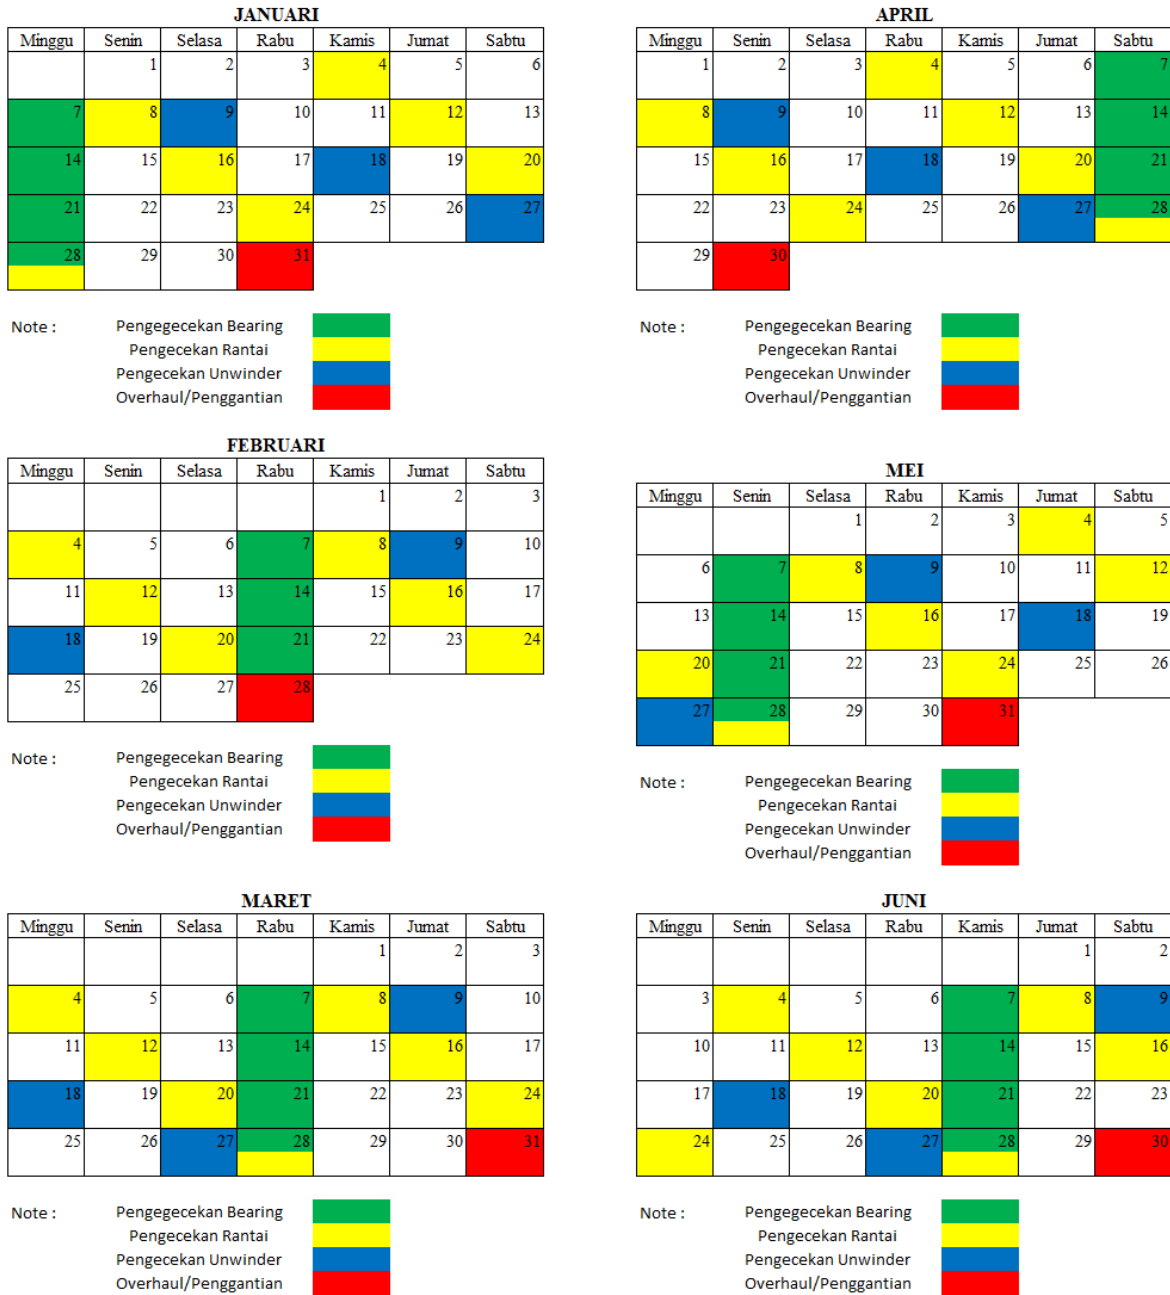 JANUARI
Minggu Senin Selasa Rabu Kamis Jumat Sabtu
1 2 3 4 5 6
7 8 9 10 11 12 13
14 15 16 17 18 19 20
21 22 23 24 25 26 27
28 29 30 31
Note : Pengegecekan Bearing
Pengecekan Rantai
Pengecekan Unwinder
Overhaul/Penggantian
FEBRUARI
Minggu Senin Selasa Rabu Kamis Jumat Sabtu
1 2 3
4 5 6 7 8 9 10
11 12 13 14 15 16 17
18 19 20 21 22 23 24
25 26 27 28
Note : Pengegecekan Bearing
Pengecekan Rantai
Pengecekan Unwinder
Overhaul/Penggantian
MARET
Minggu Senin Selasa Rabu Kamis Jumat Sabtu
1 2 3
4 5 6 7 8 9 10
11 12 13 14 15 16 17
18 19 20 21 22 23 24
25 26 27 28 29 30 31
Note : Pengegecekan Bearing
Pengecekan Rantai
Pengecekan Unwinder
Overhaul/Penggantian
APRIL
Minggu Senin Selasa Rabu Kamis Jumat Sabtu
1 2 3 4 5 6 7
8 9 10 11 12 13 14
15 16 17 18 19 20 21
22 23 24 25 26 27 28
29 30
Note : Pengegecekan Bearing
Pengecekan Rantai
Pengecekan Unwinder
Overhaul/Penggantian
MEI
Minggu Senin Selasa Rabu Kamis Jumat Sabtu
1 2 3 4 5
6 7 8 9 10 11 12
13 14 15 16 17 18 19
20 21 22 23 24 25 26
27 28 29 30 31
Note : Pengegecekan Bearing
Pengecekan Rantai
Pengecekan Unwinder
Overhaul/Penggantian
JUNI
Minggu Senin Selasa Rabu Kamis Jumat Sabtu
1 2
3 4 5 6 7 8 9
10 11 12 13 14 15 16
17 18 19 20 21 22 23
24 25 26 27 28 29 30
Note : Pengegecekan Bearing
Pengecekan Rantai
Pengecekan Unwinder
Overhaul/Penggantian